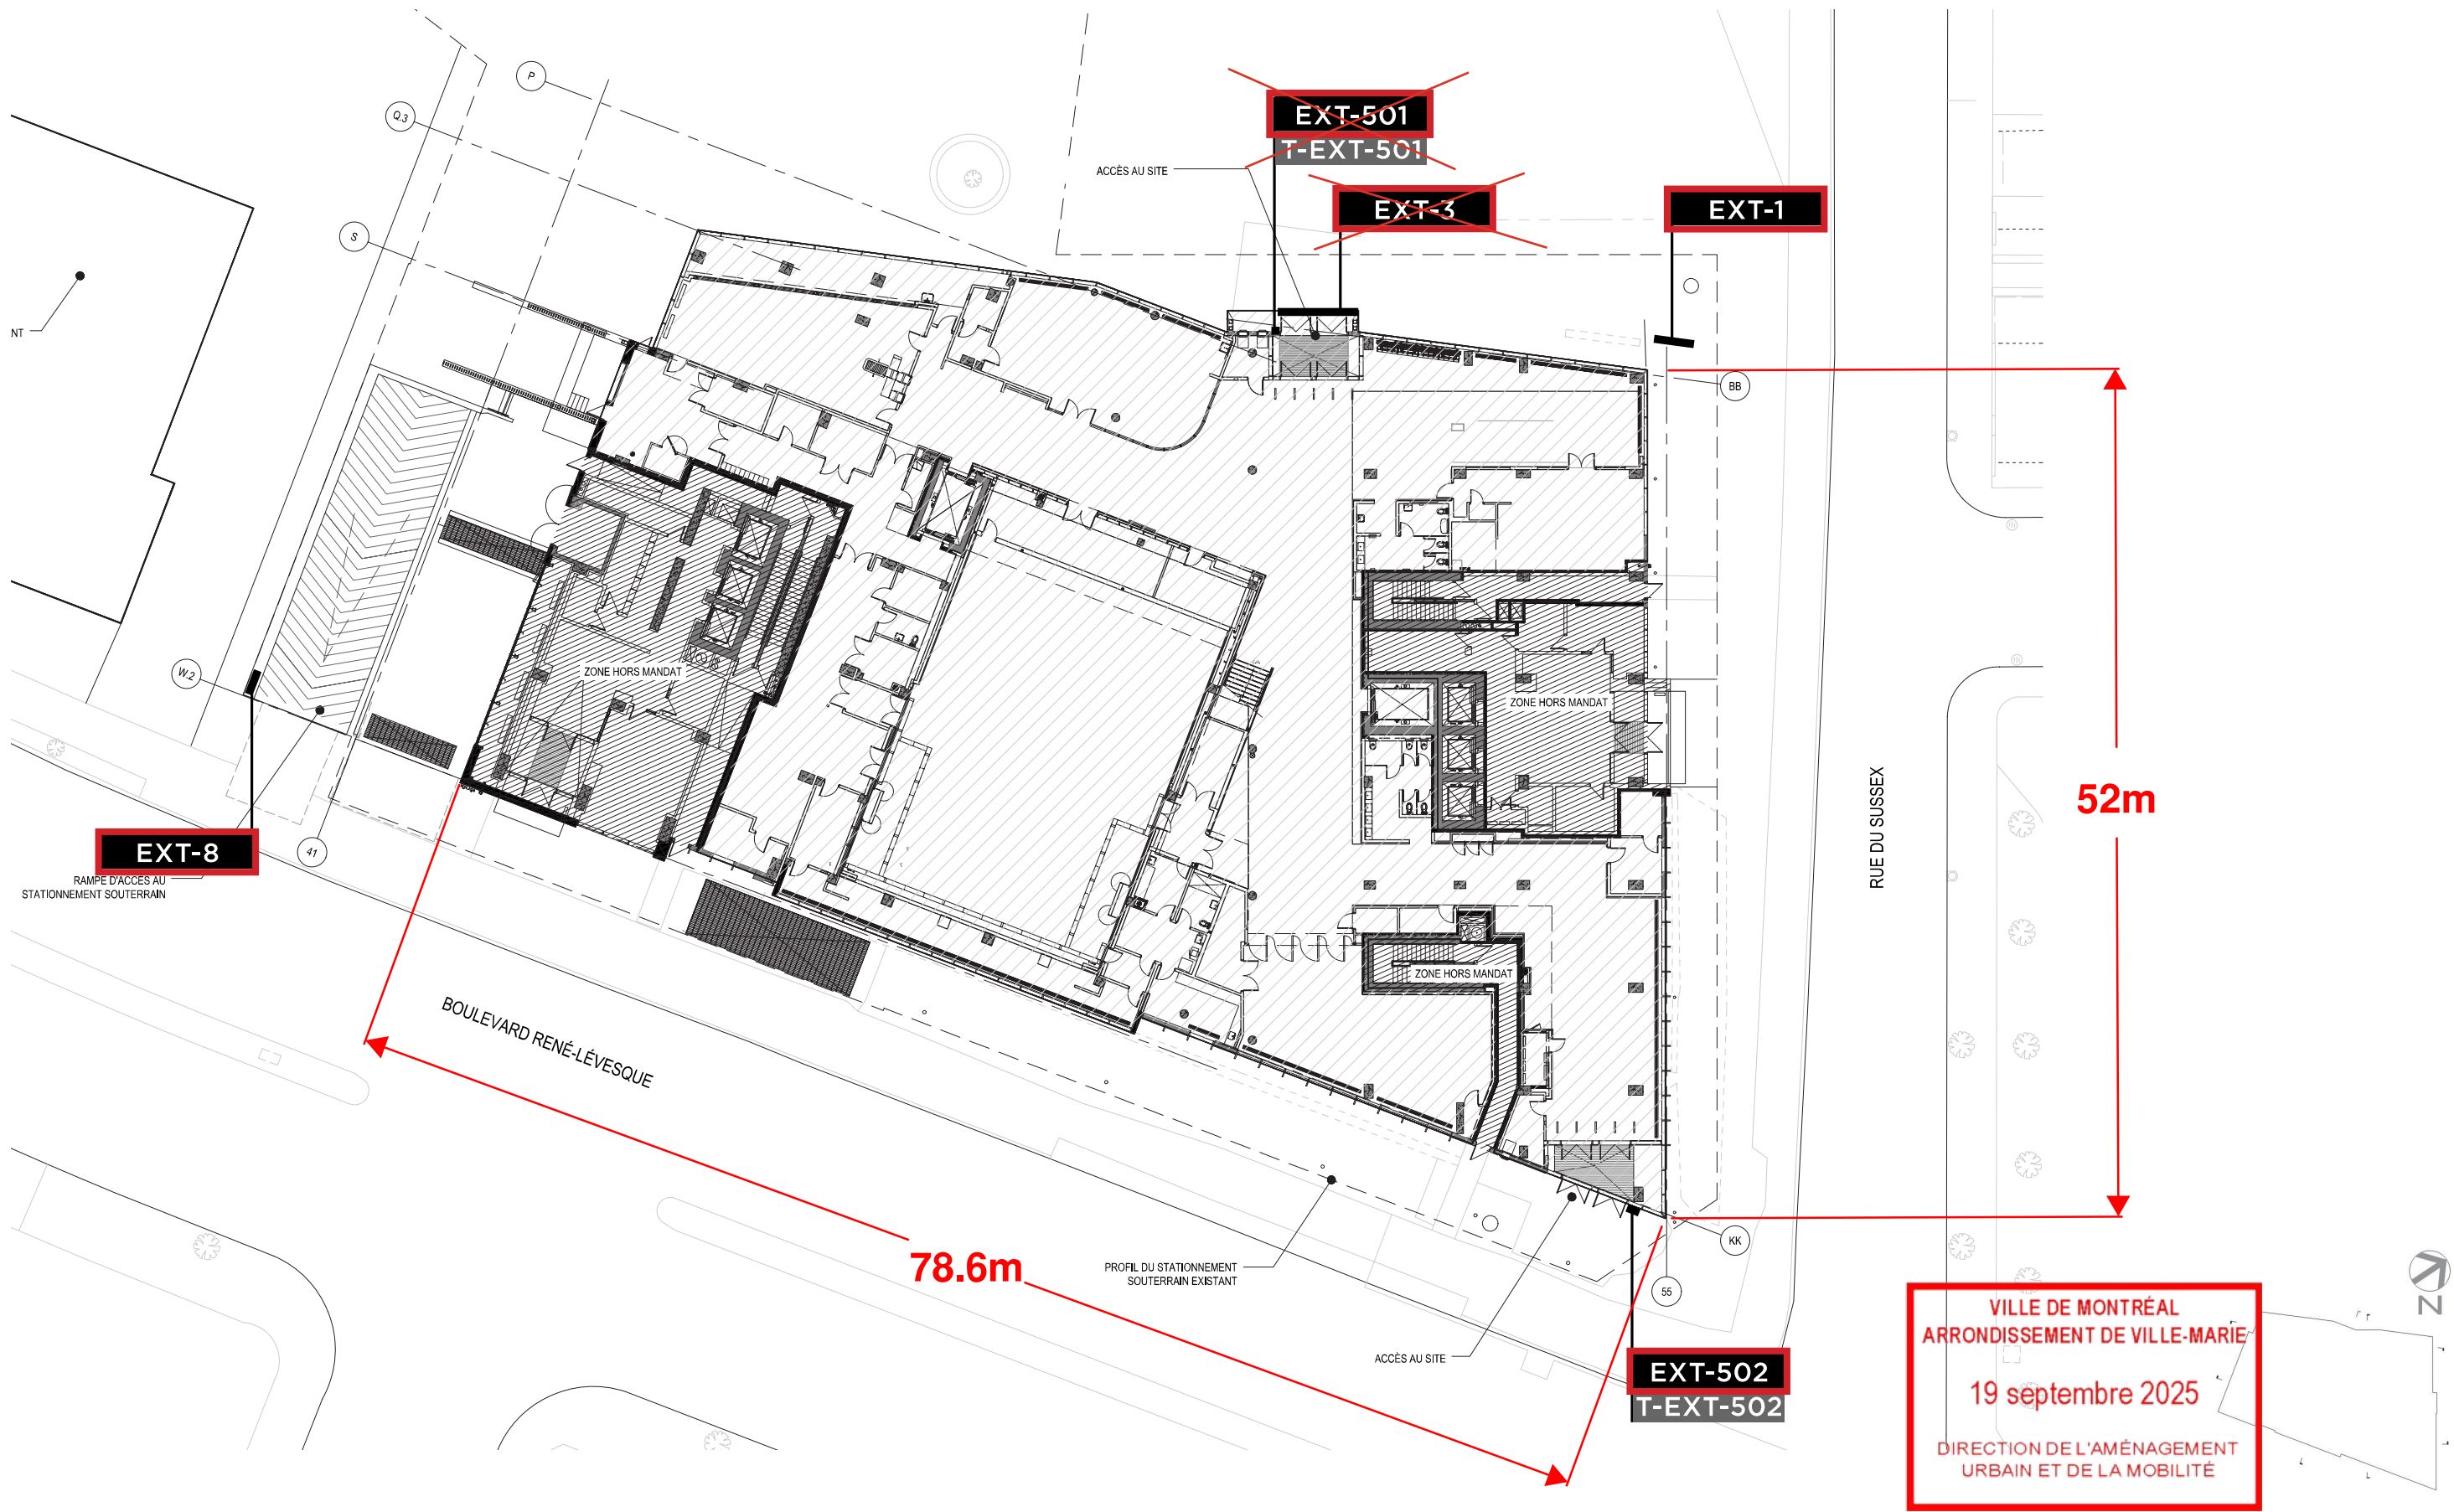 P
Q.3
S
EXT-501
T-EXT-501
ACCÈS AU SITE
EXT-3
EXT-1
NT
BB
W.2
ZONE HORS MANDAT
ZONE HORS MANDAT
RUE DU SUSSEX
52m
EXT-8
41
RAMPE D'ACCÈS AU
STATIONNEMENT SOUTERRAIN
ZONE HORS MANDAT
BOULEVARD RENÉ-LÉVESQUE
78.6m
PROFIL DU STATIONNEMENT
SOUTERRAIN EXISTANT
KK
55
ACCÈS AU SITE
EXT-502
T-EXT-502
N
VILLE DE MONTRÉAL
ARRONDISSEMENT DE VILLE-MARIE
19 septembre 2025
DIRECTION DE L'AMÉNAGEMENT
URBAIN ET DE LA MOBILITÉ